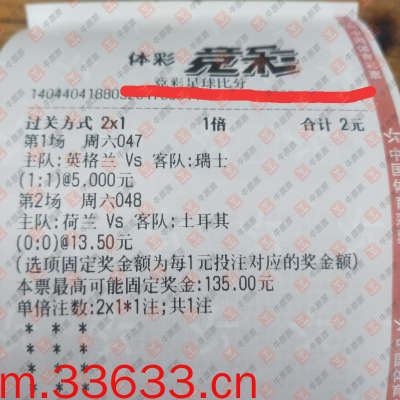 体彩 竞彩
竞彩足球比分
过关方式 2x1 1倍 合计 2元
第1场 周六047
主队:英格兰 Vs 客队:瑞士
(1:1)@5.000元
第2场 周六048
主队:荷兰 Vs 客队:土耳其
(0:0)@13.50元
(选项固定奖金额为每1元投注对应的奖金额)
本票最高可能固定奖金:135.00元
单倍注数:2x1*1注;共1注
* * *
* * *
* * *
m.33633.cn